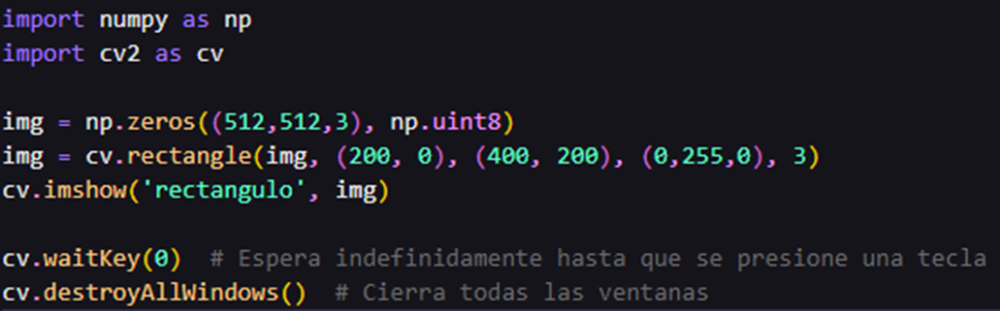 import numpy as np
import cv2 as cv
img = np.zeros((512,512,3), np.uint8)
img = cv.rectangle(img, (200, 0), (400, 200), (0,255,0), 3)
cv.imshow('rectangulo', img)
cv.waitKey(0)  # Espera indefinidamente hasta que se presione una tecla
cv.destroyAllWindows()  # Cierra todas las ventanas